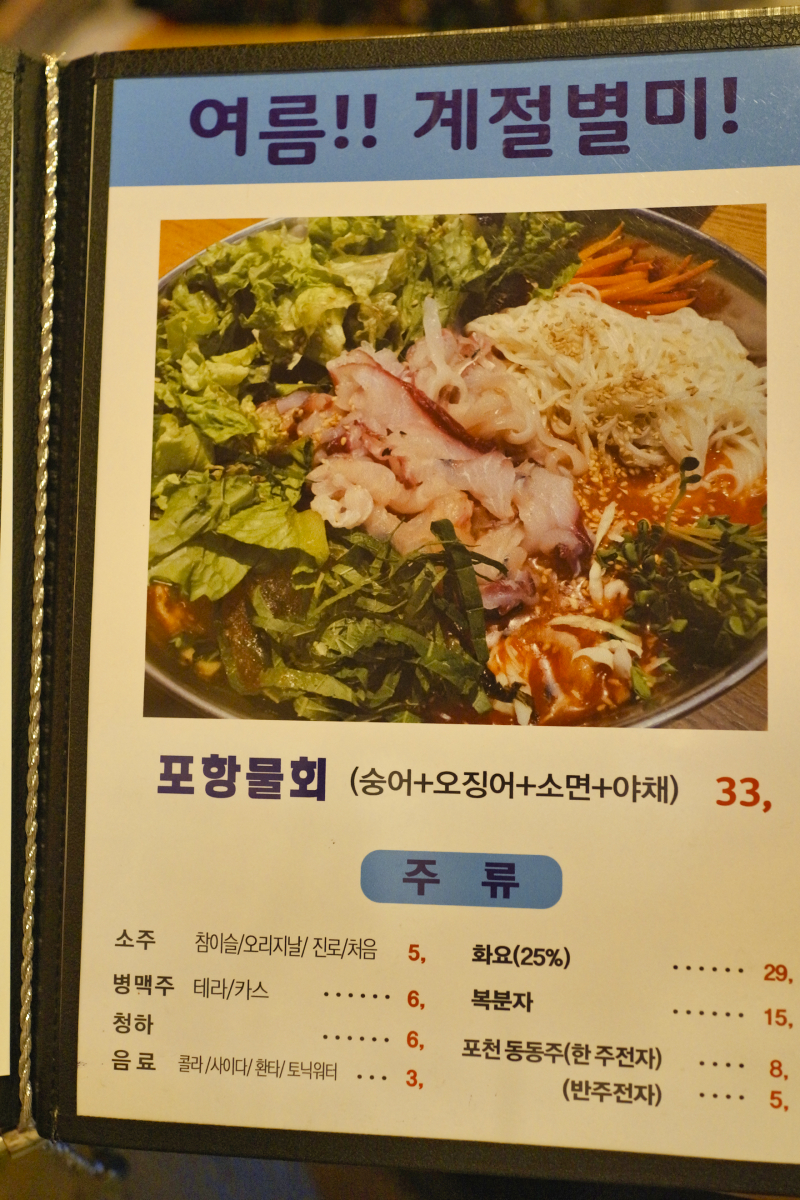 여름!! 계절별미!
포항물회 (숭어+오징어+소면+야채) 33,
주 류
소주 참이슬/오리지날/ 진로/처음 5,
병맥주 테라/카스 ...... 6,
청하 ...... 6,
음료 콜라/사이다/환타/토닉워터 ... 3,
화요(25%) ...... 29,
복분자 ...... 15,
포천 동동주(한 주전자) .... 8,
(반주전자) .... 5,